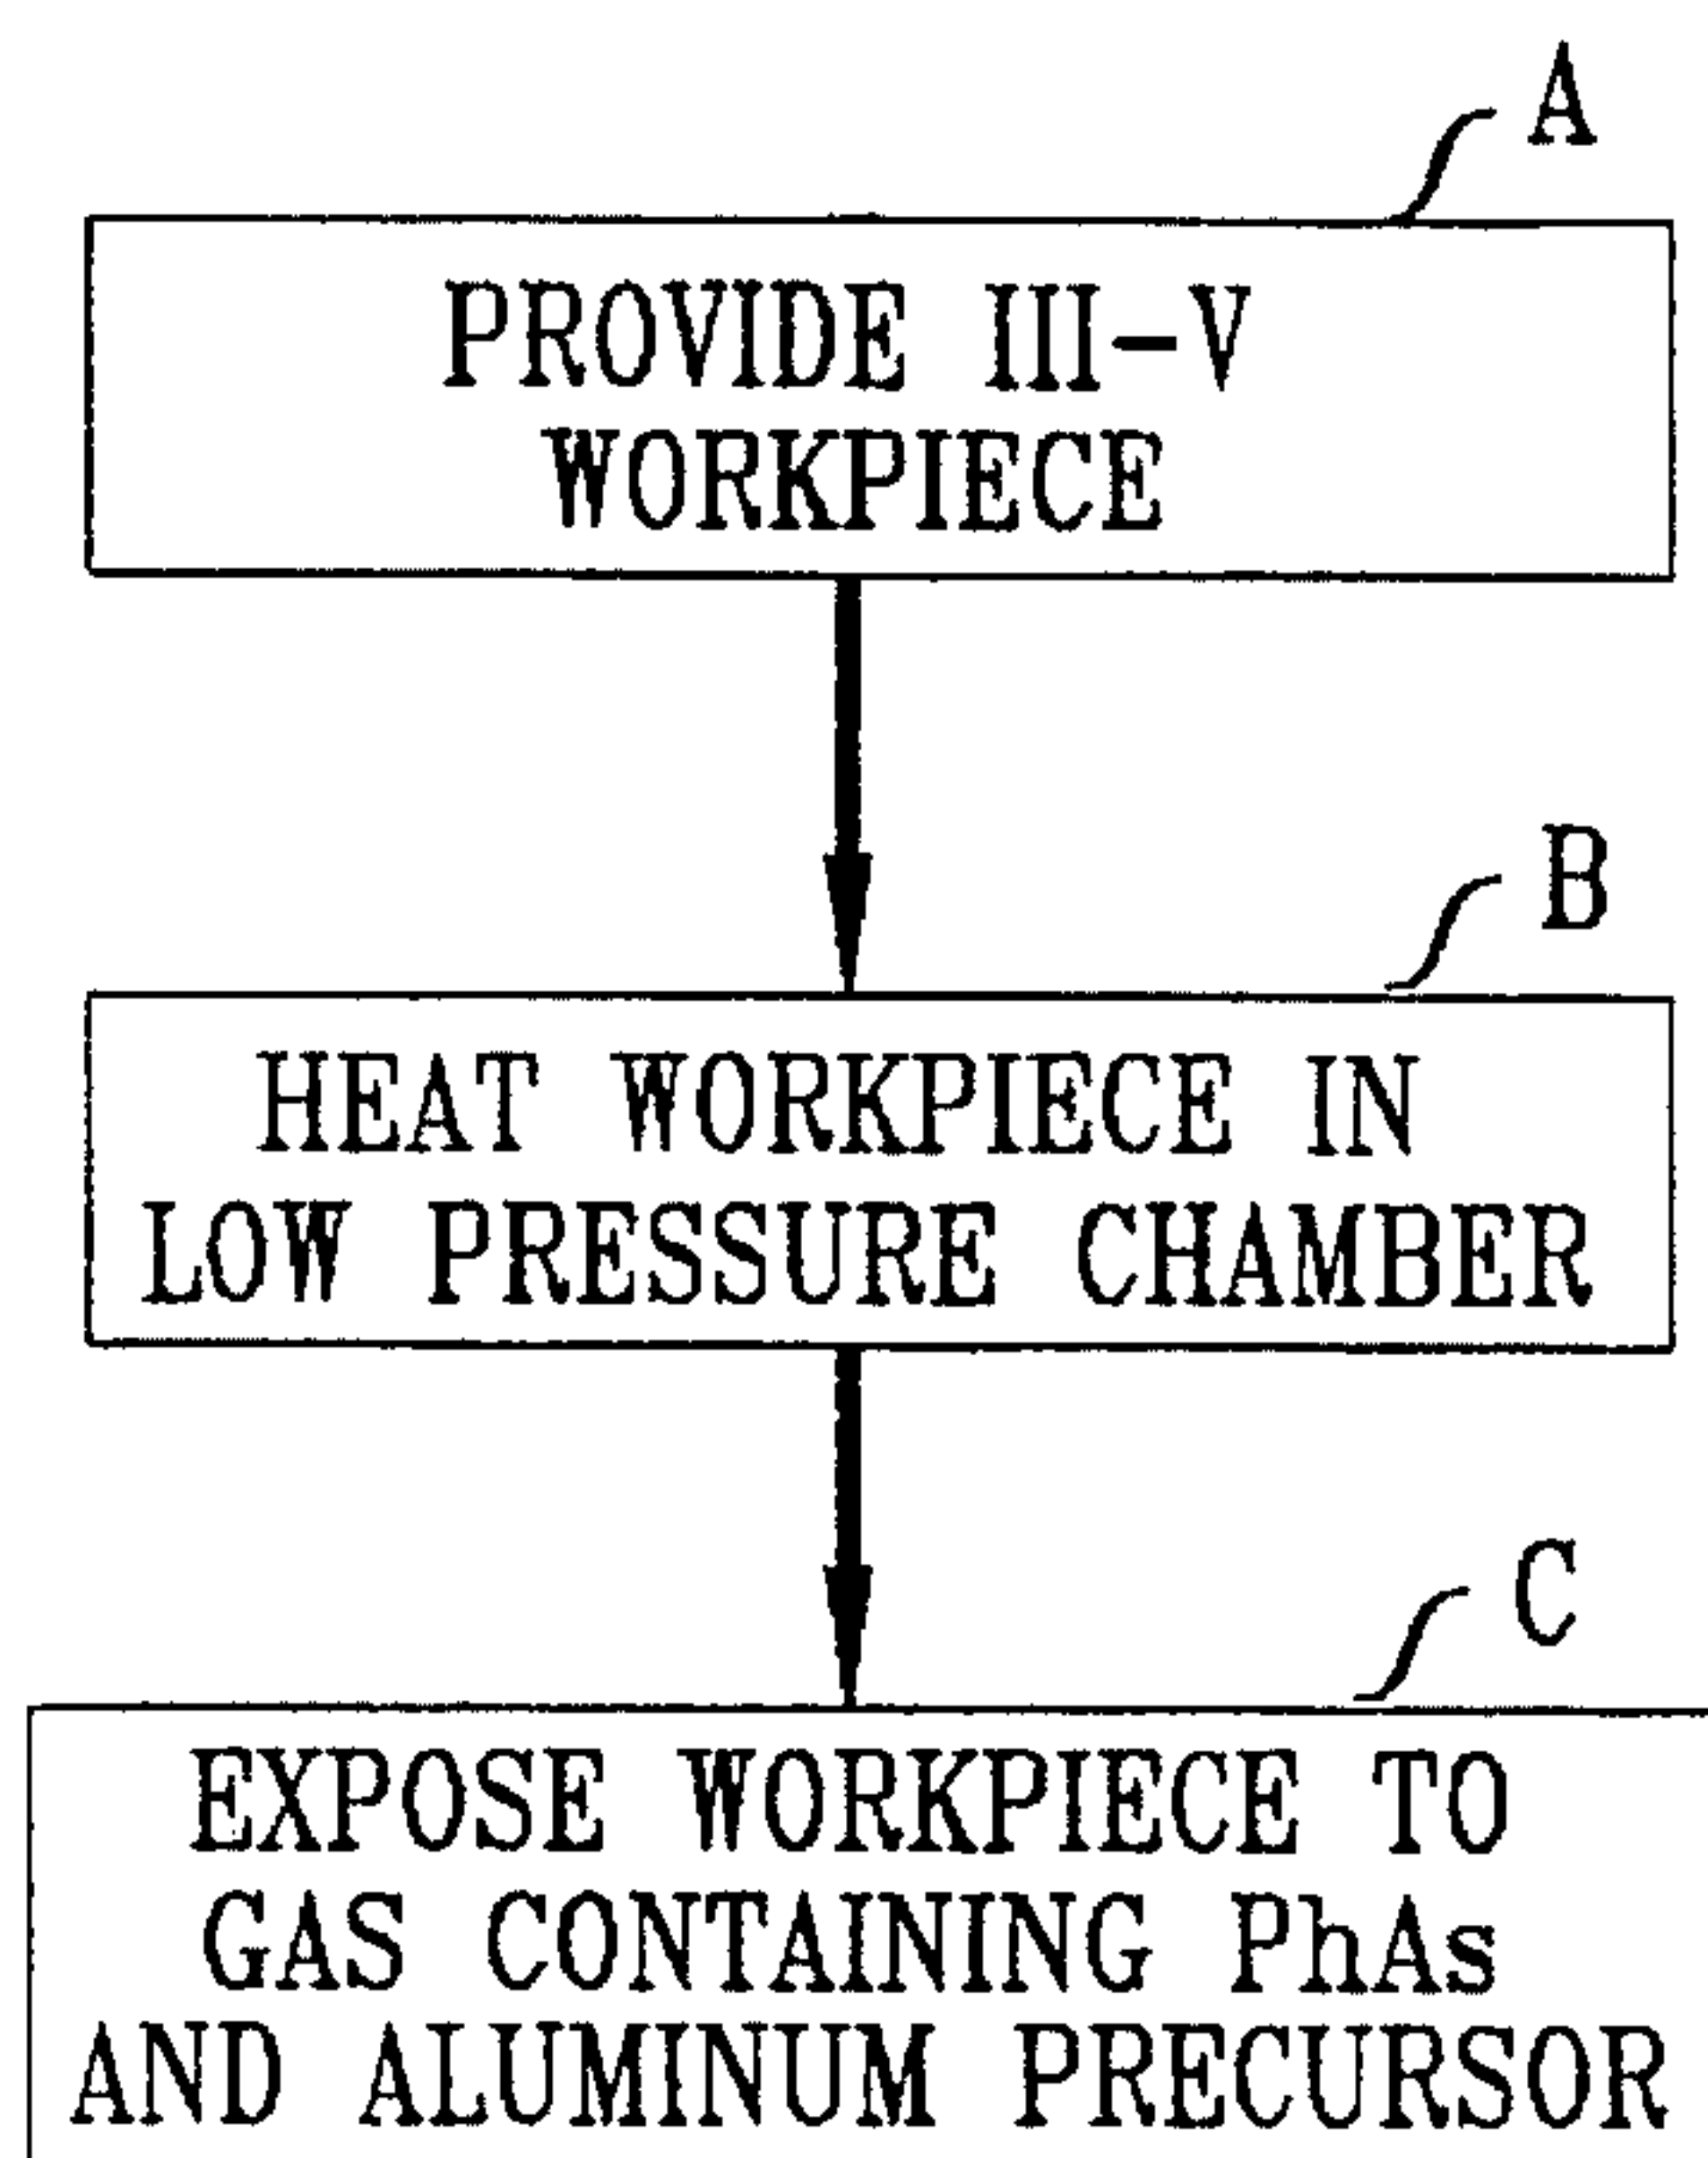 A
PROVIDE III-V
WORKPIECE
B
HEAT WORKPIECE IN
LOW PRESSURE CHAMBER
C
EXPOSE WORKPIECE TO
GAS CONTAINING PhAs
AND ALUMINUM PRECURSOR